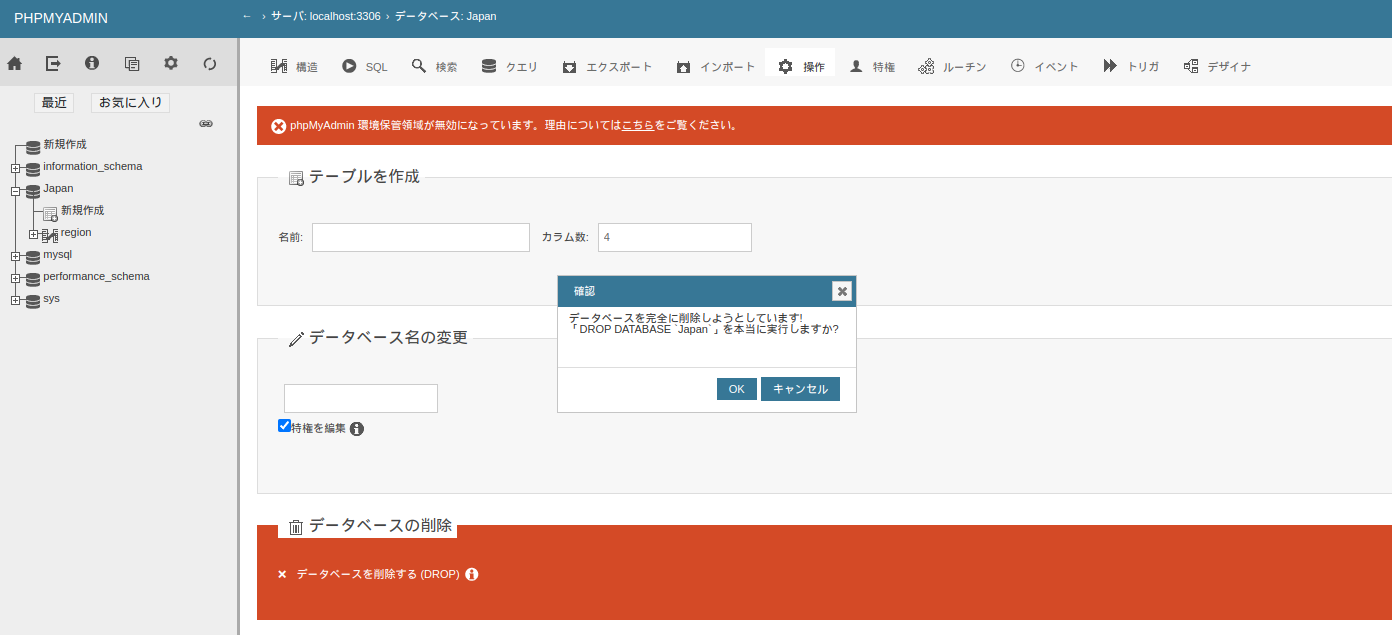 PHPMYADMIN
← › サーバ: localhost:3306 › データベース: Japan
構造 SQL 検索 クエリ エクスポート インポート 操作 特権 ルーチン イベント トリガ デザイナ
最近 お気に入り
新規作成
information_schema
Japan
新規作成
region
mysql
performance_schema
sys
phpMyAdmin 環境保管領域が無効になっています。理由についてはこちらをご覧ください。
テーブルを作成
名前: カラム数: 4
確認
データベースを完全に削除しようとしています!
「DROP DATABASE `Japan`」を本当に実行しますか?
OK キャンセル
データベース名の変更
特権を編集
データベースの削除
データベースを削除する (DROP)